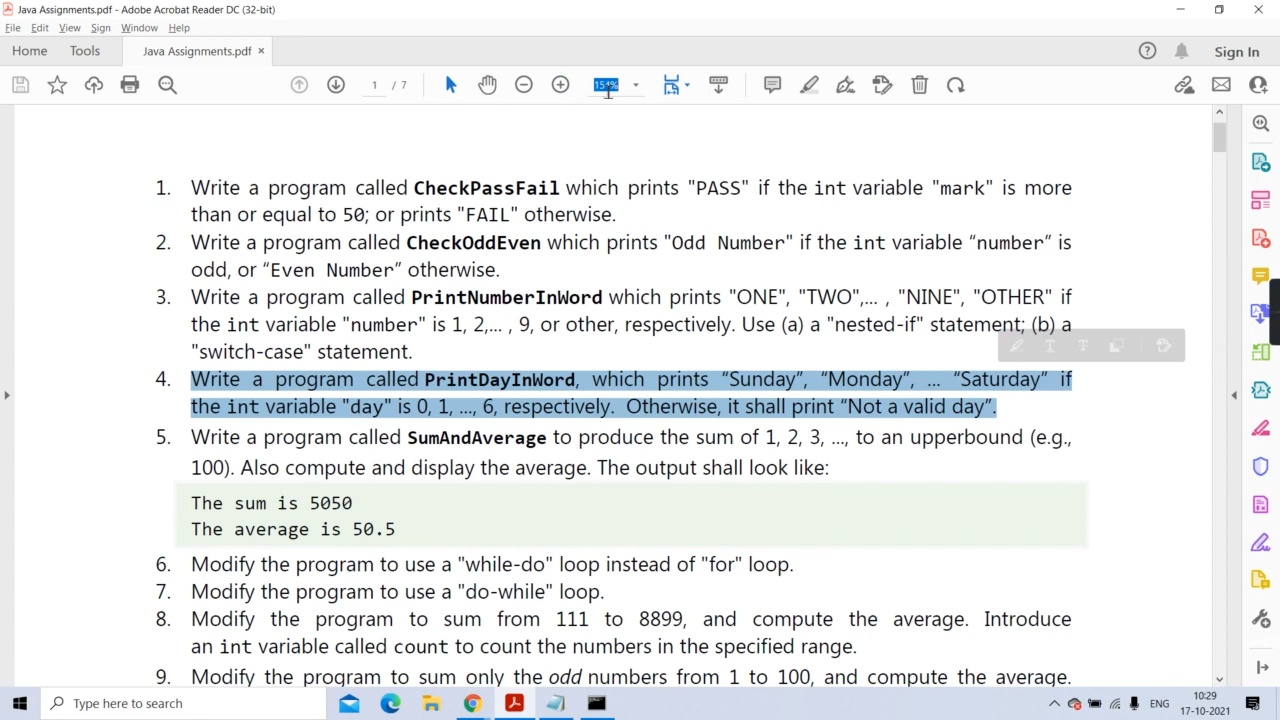 Java Assignments.pdf - Adobe Acrobat Reader DC (32-bit)
File Edit View Sign Window Help
Home Tools Java Assignments.pdf × Sign In
1 / 7 154%
1. Write a program called CheckPassFail which prints "PASS" if the int variable "mark" is more
than or equal to 50; or prints "FAIL" otherwise.
2. Write a program called CheckOddEven which prints "Odd Number" if the int variable “number” is
odd, or “Even Number” otherwise.
3. Write a program called PrintNumberInWord which prints "ONE", "TWO",... , "NINE", "OTHER" if
the int variable "number" is 1, 2,... , 9, or other, respectively. Use (a) a "nested-if" statement; (b) a
"switch-case" statement.
4. Write a program called PrintDayInWord, which prints “Sunday”, “Monday”, ... “Saturday” if
the int variable "day" is 0, 1, ..., 6, respectively. Otherwise, it shall print “Not a valid day”.
5. Write a program called SumAndAverage to produce the sum of 1, 2, 3, ..., to an upperbound (e.g.,
100). Also compute and display the average. The output shall look like:
The sum is 5050
The average is 50.5
6. Modify the program to use a "while-do" loop instead of "for" loop.
7. Modify the program to use a "do-while" loop.
8. Modify the program to sum from 111 to 8899, and compute the average. Introduce
an int variable called count to count the numbers in the specified range.
9. Modify the program to sum only the odd numbers from 1 to 100, and compute the average.
Type here to search ENG 10:29
17-10-2021